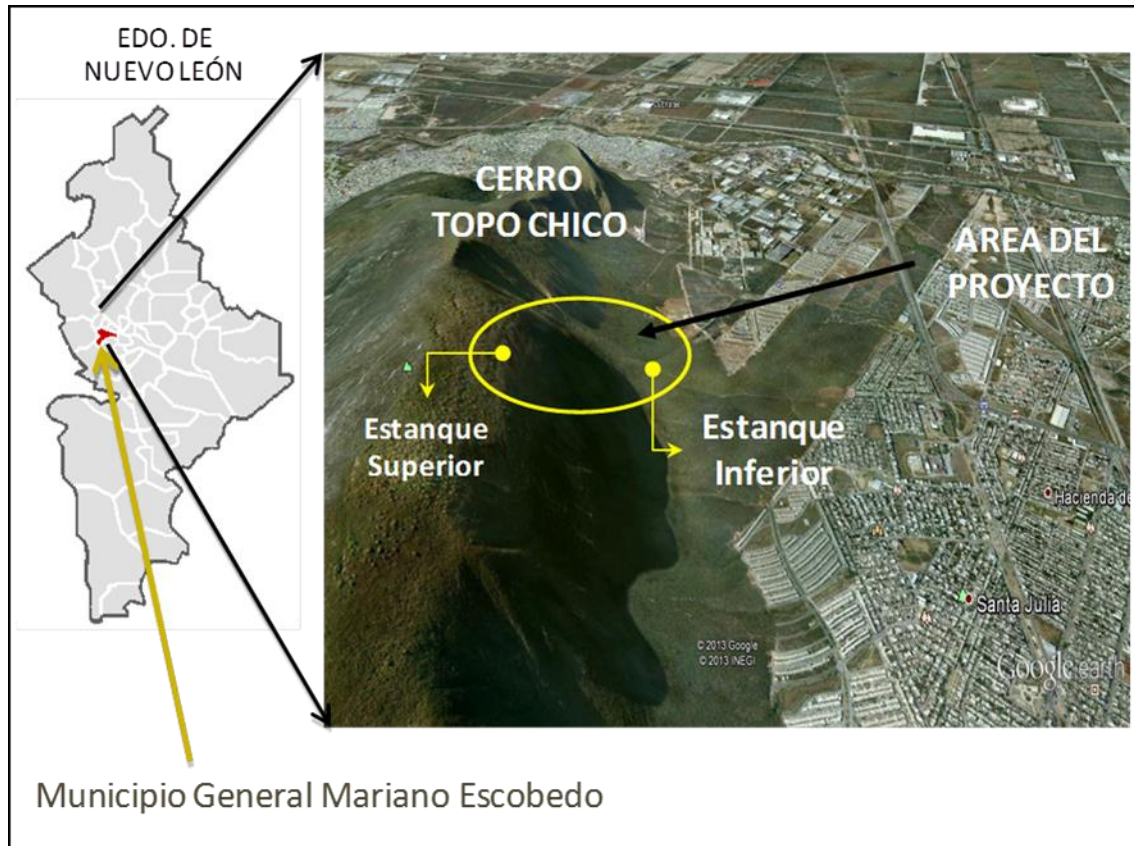 EDO. DE
NUEVO LEÓN
CERRO
TOPO CHICO
AREA DEL
PROYECTO
Estanque
Superior
Estanque
Inferior
Hacienda de
Santa Julia
© 2013 Google
© 2013 INEGI
Google earth
Municipio General Mariano Escobedo